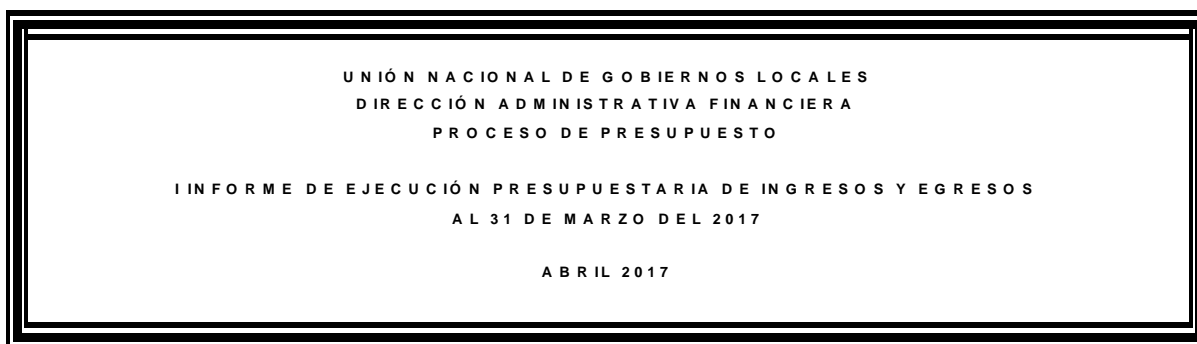 UNIÓN NACIONAL DE GOBIERNOS LOCALES
DIRECCIÓN ADMINISTRATIVA FINANCIERA
PROCESO DE PRESUPUESTO
I INFORME DE EJECUCIÓN PRESUPUESTARIA DE INGRESOS Y EGRESOS
AL 31 DE MARZO DEL 2017
ABRIL 2017